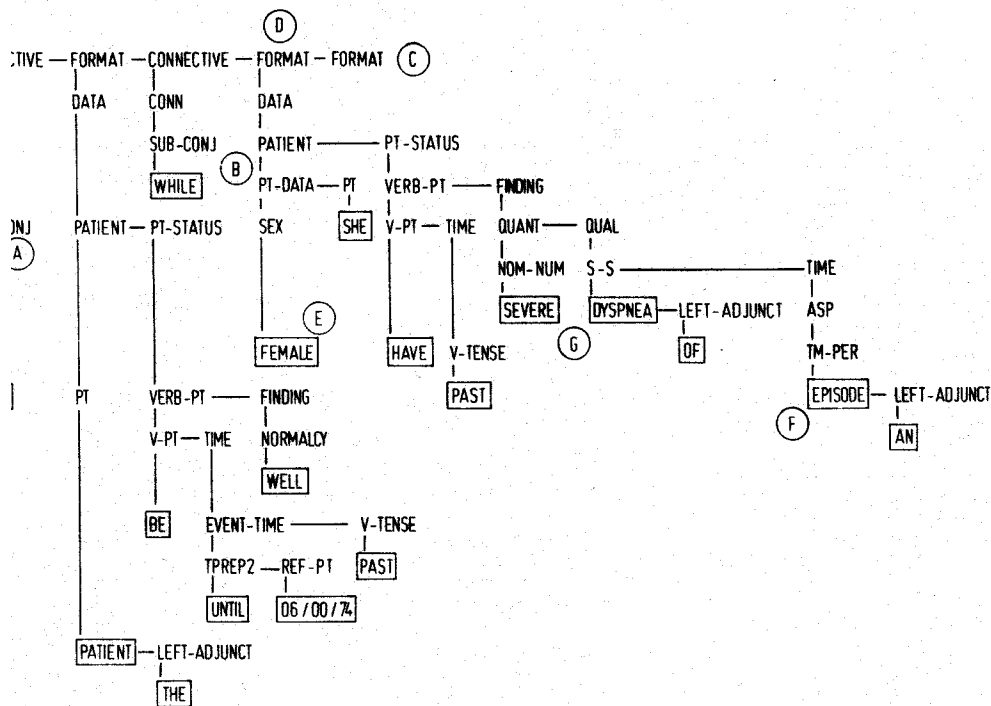 D
CTIVE — FORMAT — CONNECTIVE — FORMAT — FORMAT C
DATA CONN DATA
SUB-CONJ PATIENT PT-STATUS
B
WHILE PT-DATA — PT VERB-PT FINDING
ONJ PATIENT — PT-STATUS SEX SHE V-PT — TIME QUANT QUAL
A
NOM-NUM S-S TIME
SEVERE DYSPNEA — LEFT-ADJUNCT ASP
E G
FEMALE HAVE V-TENSE OF TM-PER
PT VERB-PT FINDING PAST EPISODE — LEFT-ADJUNCT
F
V-PT — TIME NORMALCY AN
WELL
BE EVENT-TIME V-TENSE
TPREP2 — REF-PT PAST
UNTIL 06/00/74
PATIENT — LEFT-ADJUNCT
THE